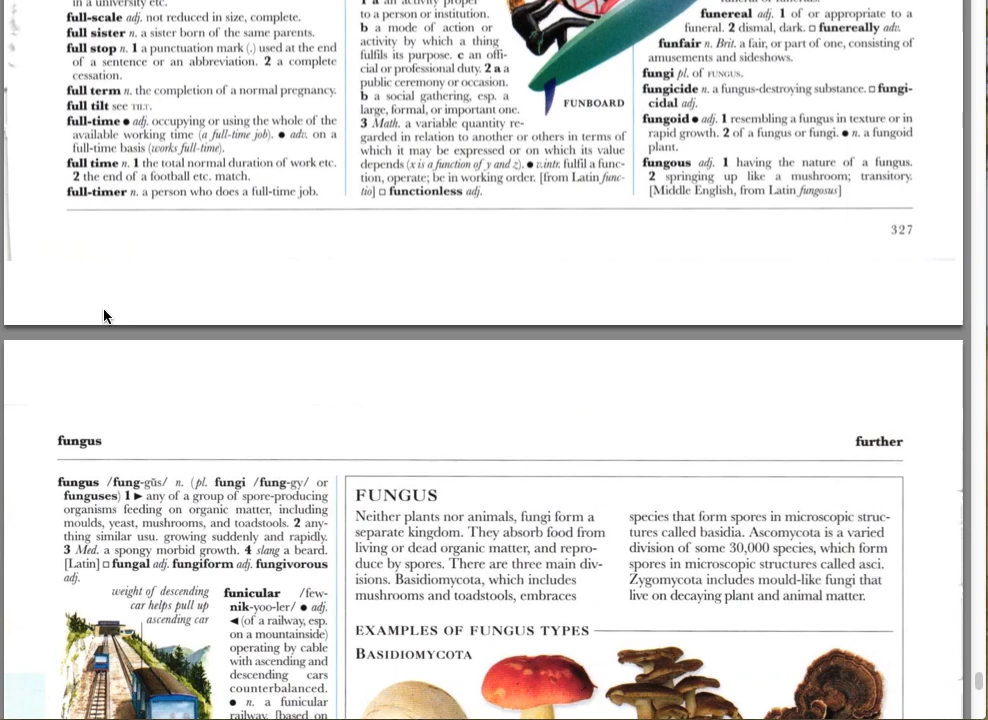 in a university etc.
full-scale adj. not reduced in size, complete.
full sister n. a sister born of the same parents.
full stop n. 1 a punctuation mark (.) used at the end
of a sentence or an abbreviation. 2 a complete
cessation.
full term n. the completion of a normal pregnancy.
full tilt see TILT.
full-time ● adj. occupying or using the whole of the
available working time (a full-time job). ● adv. on a
full-time basis (works full-time).
full time n. 1 the total normal duration of work etc.
2 the end of a football etc. match.
full-timer n. a person who does a full-time job.
1 a an activity proper
to a person or institution.
b a mode of action or
activity by which a thing
fulfils its purpose. c an offi-
cial or professional duty. 2 a a
public ceremony or occasion.
b a social gathering, esp. a
large, formal, or important one.
3 Math. a variable quantity re-
garded in relation to another or others in terms of
which it may be expressed or on which its value
depends (x is a function of y and z). ● v.intr. fulfil a func-
tion, operate; be in working order. [from Latin func-
tio] □ functionless adj.
FUNBOARD
funereal adj. 1 of or appropriate to a
funeral. 2 dismal, dark. □ funereally adv.
funfair n. Brit. a fair, or part of one, consisting of
amusements and sideshows.
fungi pl. of FUNGUS.
fungicide n. a fungus-destroying substance. □ fungi-
cidal adj.
fungoid ● adj. 1 resembling a fungus in texture or in
rapid growth. 2 of a fungus or fungi. ● n. a fungoid
plant.
fungous adj. 1 having the nature of a fungus.
2 springing up like a mushroom; transitory.
[Middle English, from Latin fungosus]
327
fungus
further
fungus /fung-gŭs/ n. (pl. fungi /fung-gy/ or
funguses) 1 ► any of a group of spore-producing
organisms feeding on organic matter, including
moulds, yeast, mushrooms, and toadstools. 2 any-
thing similar usu. growing suddenly and rapidly.
3 Med. a spongy morbid growth. 4 slang a beard.
[Latin] □ fungal adj. fungiform adj. fungivorous
adj.
weight of descending
car helps pull up
ascending car
funicular /few-
nik-yoo-ler/ ● adj.
◄ (of a railway, esp.
on a mountainside)
operating by cable
with ascending and
descending cars
counterbalanced.
● n. a funicular
railway. [based on
FUNGUS
Neither plants nor animals, fungi form a
separate kingdom. They absorb food from
living or dead organic matter, and repro-
duce by spores. There are three main div-
isions. Basidiomycota, which includes
mushrooms and toadstools, embraces
species that form spores in microscopic struc-
tures called basidia. Ascomycota is a varied
division of some 30,000 species, which form
spores in microscopic structures called asci.
Zygomycota includes mould-like fungi that
live on decaying plant and animal matter.
EXAMPLES OF FUNGUS TYPES
BASIDIOMYCOTA